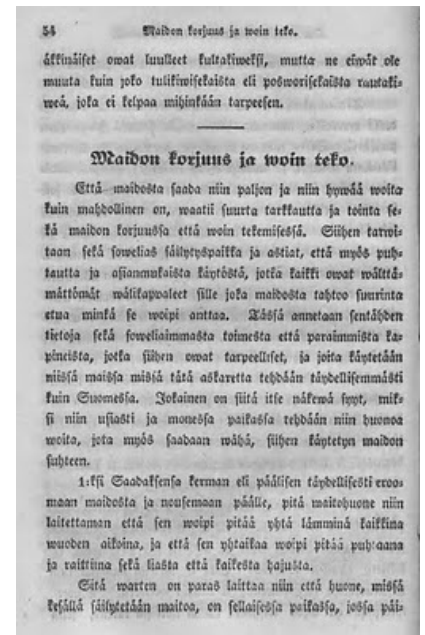 54 Maidon korjuus ja woin teko.
äkkinäiset owat luulleet kultakiweksi, mutta ne eiwät ole
muuta kuin joko tulikiwisekaista eli posworisekaista rautaki-
weä, joka ei kelpaa mihinkään tarpeesen.
Maidon korjuus ja woin teko.
Että maidosta saada niin paljon ja niin hywää woita
kuin mahdollinen on, waatii suurta tarkkautta ja tointa se-
kä maidon korjuussa että woin tekemisessä. Siihen tarwi-
taan sekä sowelias säilytyspaikka ja astiat, että myös puh-
tautta ja asianmukaista käytöstä, jotka kaikki owat wälttä-
mättömät wälikappaleet sille joka maidosta tahtoo suurinta
etua minkä se woipi anttaa. Tässä annetaan sentähden
tietoja sekä soweliaimmasta toimesta että paraimmista ka-
pineista, jotka siihen owat tarpeelliset, ja joita käytetään
niissä maissa missä tätä askaretta tehdään täydellisemmästi
kuin Suomessa. Jokainen on siitä itse näkewä syyt, mik-
si niin usiasti ja monessa paikassa tehdään niin huonoa
woita, jota myös saadaan wähä, siihen käytetyn maidon
suhteen.
1:ksi Saadaksensa kerman eli päälisen täydellisesti eroo-
maan maidosta ja nousemaan päälle, pitä maitohuone niin
laitettaman että sen woipi pitää yhtä lämminä kaikkina
wuoden aikoina, ja että sen yhtaikaa woipi pitää puhtaana
ja raittiina sekä liasta että kaikesta hajusta.
Sitä warten on paras laittaa niin että huone, missä
kesällä säilytetään maitoa, on sellaisessa paikassa, jossa päi-